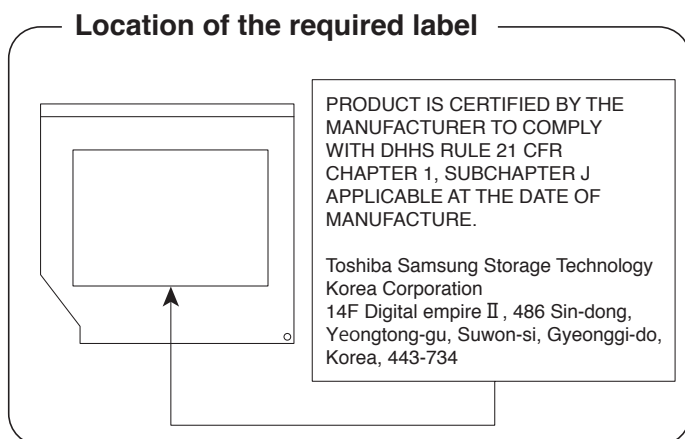 Location of the required label
PRODUCT IS CERTIFIED BY THE
MANUFACTURER TO COMPLY
WITH DHHS RULE 21 CFR
CHAPTER 1, SUBCHAPTER J
APPLICABLE AT THE DATE OF
MANUFACTURE.
Toshiba Samsung Storage Technology
Korea Corporation
14F Digital empire Ⅱ, 486 Sin-dong,
Yeongtong-gu, Suwon-si, Gyeonggi-do,
Korea, 443-734